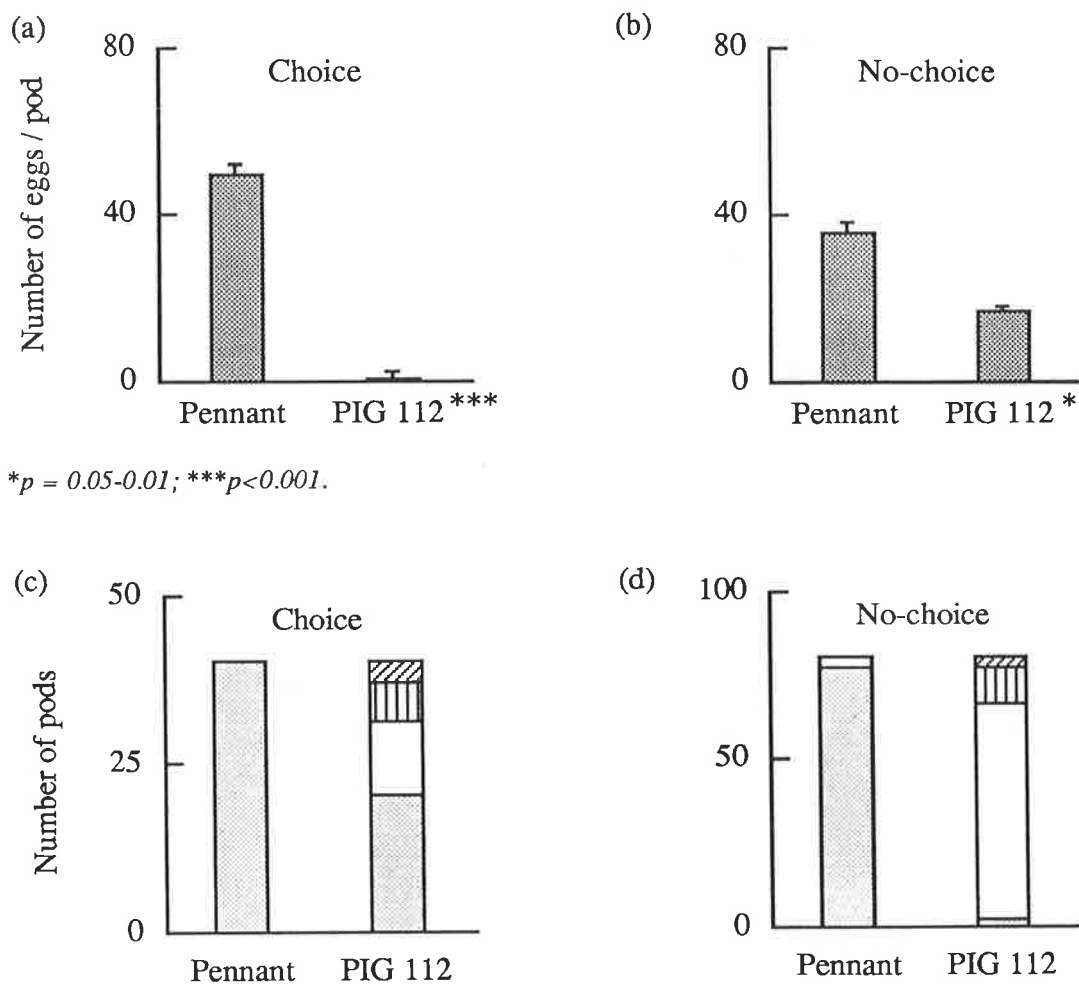 (a)
80
Choice
Number of eggs / pod
40
0
Pennant
PIG 112***
(b)
80
No-choice
40
0
Pennant
PIG 112*
*p = 0.05-0.01; ***p<0.001.
(c)
50
Choice
Number of pods
25
0
Pennant
PIG 112
(d)
100
No-choice
50
0
Pennant
PIG 112